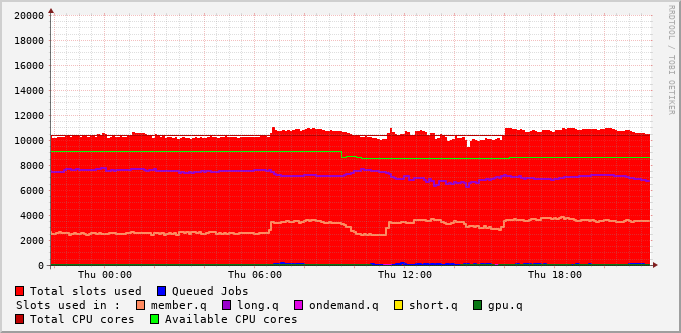 20000
18000
16000
14000
12000
10000
8000
6000
4000
2000
0
Thu 00:00 Thu 06:00 Thu 12:00 Thu 18:00
Total slots used Queued Jobs
Slots used in : member.q long.q ondemand.q short.q gpu.q
Total CPU cores Available CPU cores
RRDTOOL / TOBI OETIKER